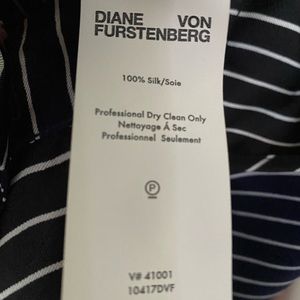 DIANE VON
FURSTENBERG
100% Silk/Soie
Professional Dry Clean Only
Nettoyage Á Sec
Professionnel Seulement
P
V# 41001
10417DVF